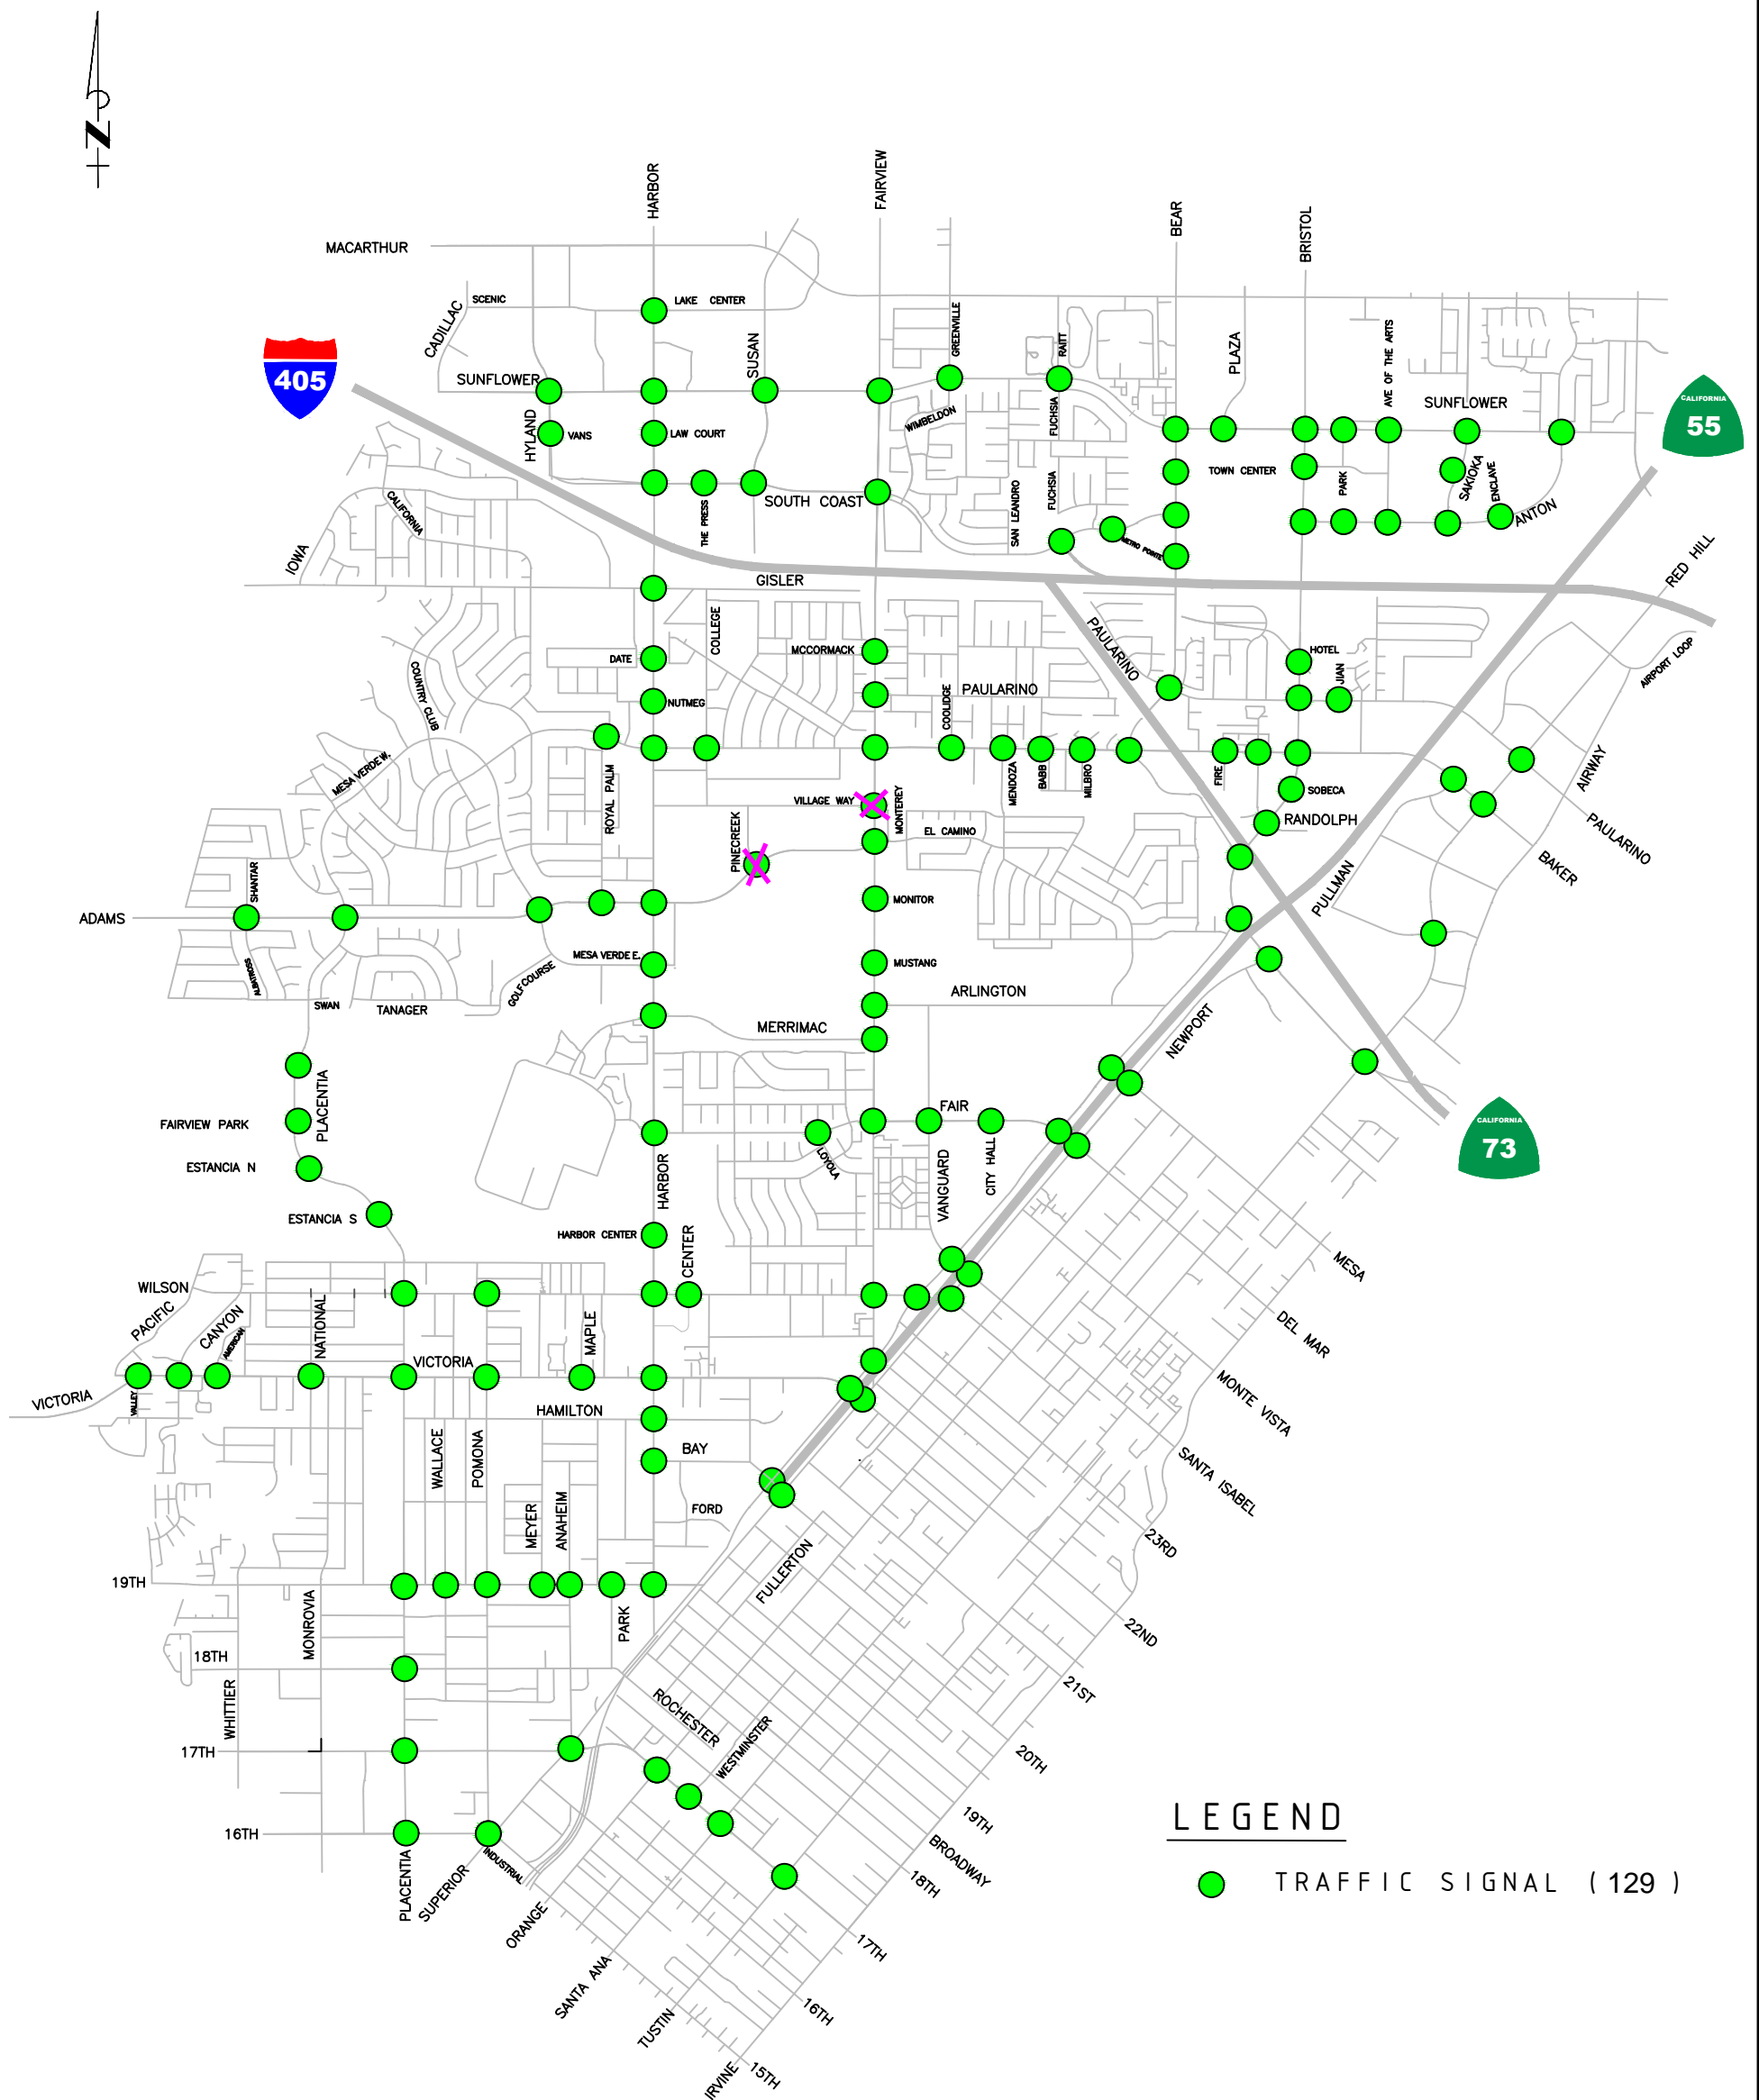 N
HARBOR
FAIRVIEW
BEAR
BRISTOL
MACARTHUR
SCENIC
LAKE CENTER
CADILLAC
SUSAN
GREENVILLE
RAITT
PLAZA
AVE OF THE ARTS
405
SUNFLOWER
SUNFLOWER
CALIFORNIA
55
HYLAND
VANS
LAW COURT
WIMBELDON
FUCHSIA
TOWN CENTER
PARK
SAKIOKA
ENCLAVE
CALIFORNIA
THE PRESS
SOUTH COAST
SAN LEANDRO
FUCHSIA
METRO POINTE
ANTON
IOWA
GISLER
RED HILL
COLLEGE
DATE
MCCORMACK
PAULARINO
HOTEL
JIAN
AIRPORT LOOP
COUNTRY CLUB
NUTMEG
COOLIDGE
PAULARINO
MESA VERDE W.
ROYAL PALM
MENDOZA
BABB
MILBRO
FIRE
AIRWAY
VILLAGE WAY
MONTEREY
SOBECA
PINECREEK
EL CAMINO
RANDOLPH
PAULARINO
BAKER
SHANTAR
PULLMAN
ADAMS
MONITOR
ALBATROSS
GOLF COURSE
MESA VERDE E.
MUSTANG
SWAN
TANAGER
ARLINGTON
MERRIMAC
NEWPORT
PLACENTIA
FAIRVIEW PARK
FAIR
CALIFORNIA
73
ESTANCIA N
LOYOLA
HARBOR
VANGUARD
CITY HALL
ESTANCIA S
HARBOR CENTER
CENTER
MESA
WILSON
PACIFIC
CANYON
AMERICAN
NATIONAL
MAPLE
DEL MAR
VICTORIA
VICTORIA
VALLEY
MONTE VISTA
HAMILTON
WALLACE
POMONA
BAY
SANTA ISABEL
MEYER
ANAHEIM
FORD
23RD
19TH
FULLERTON
MONROVIA
PARK
22ND
18TH
WHITTIER
21ST
ROCHESTER
WESTMINSTER
17TH
20TH
16TH
LEGEND
19TH
INDUSTRIAL
BROADWAY
PLACENTIA
SUPERIOR
18TH
TRAFFIC SIGNAL ( 129 )
ORANGE
17TH
SANTA ANA
16TH
TUSTIN
IRVINE
15TH